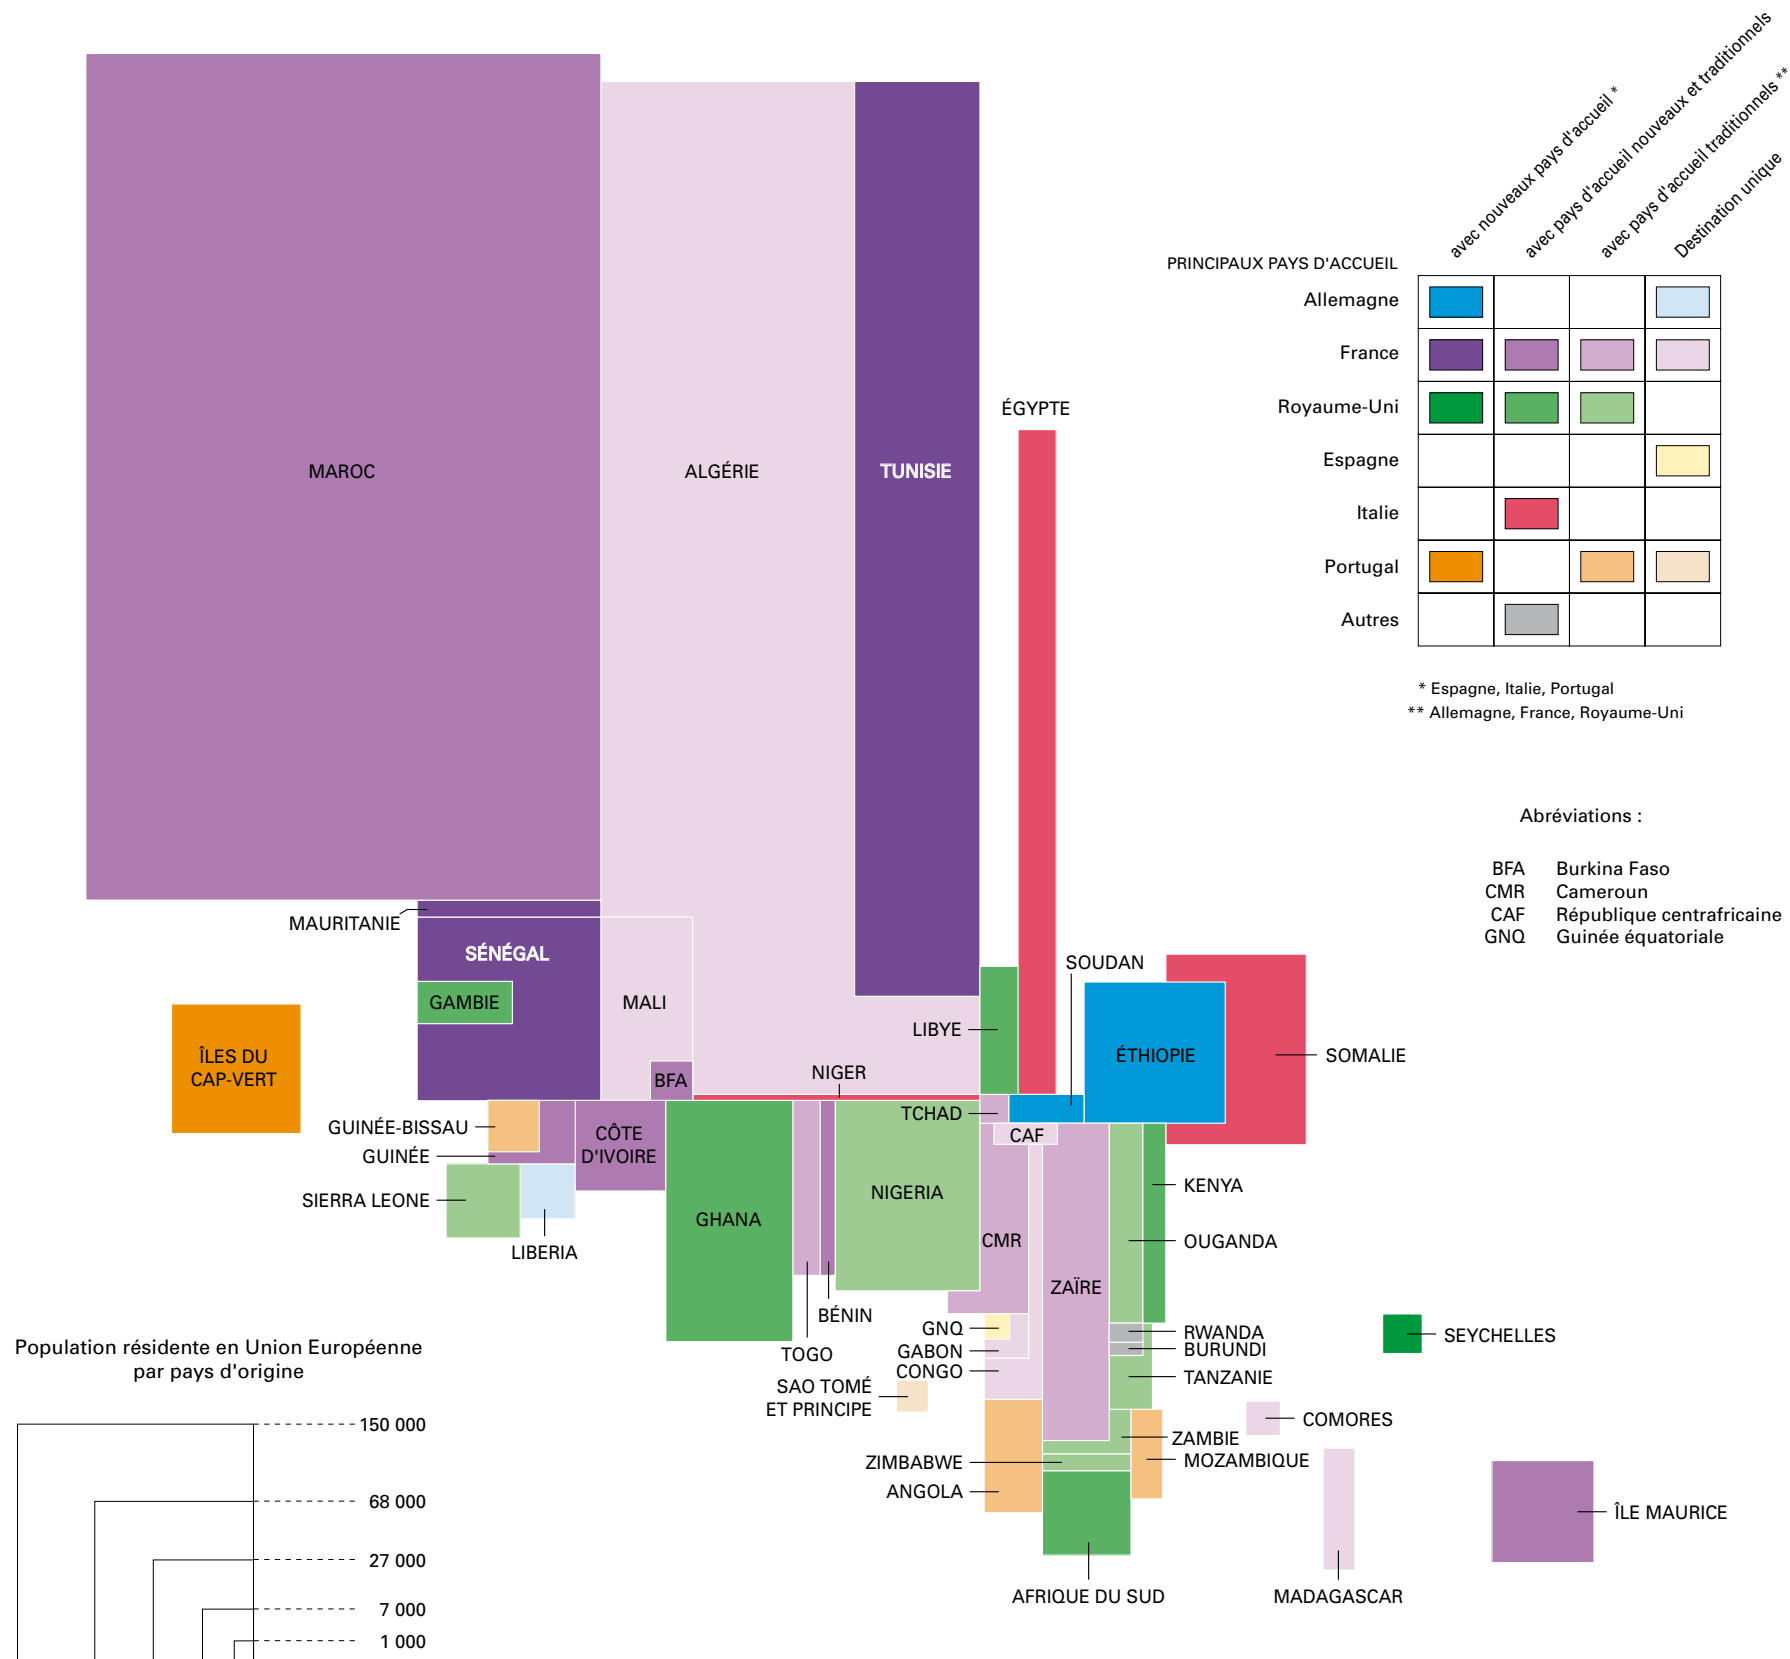 avec nouveaux pays d'accueil *
avec pays d'accueil nouveaux et traditionnels
avec pays d'accueil traditionnels **
Destination unique
PRINCIPAUX PAYS D'ACCUEIL
Allemagne
France
Royaume-Uni
Espagne
Italie
Portugal
Autres
* Espagne, Italie, Portugal
** Allemagne, France, Royaume-Uni
Abréviations :
BFA Burkina Faso
CMR Cameroun
CAF République centrafricaine
GNQ Guinée équatoriale
ÉGYPTE
MAROC
ALGÉRIE
TUNISIE
MAURITANIE
SÉNÉGAL
GAMBIE
MALI
SOUDAN
LIBYE
ÎLES DU
CAP-VERT
BFA
NIGER
ÉTHIOPIE
SOMALIE
TCHAD
GUINÉE-BISSAU
GUINÉE
CÔTE
D'IVOIRE
CAF
SIERRA LEONE
LIBERIA
GHANA
NIGERIA
CMR
KENYA
OUGANDA
ZAÏRE
BÉNIN
TOGO
GNQ
GABON
CONGO
RWANDA
BURUNDI
TANZANIE
SEYCHELLES
SAO TOMÉ
ET PRINCIPE
COMORES
ZAMBIE
MOZAMBIQUE
ZIMBABWE
ANGOLA
ÎLE MAURICE
AFRIQUE DU SUD
MADAGASCAR
Population résidente en Union Européenne
par pays d'origine
150 000
68 000
27 000
7 000
1 000